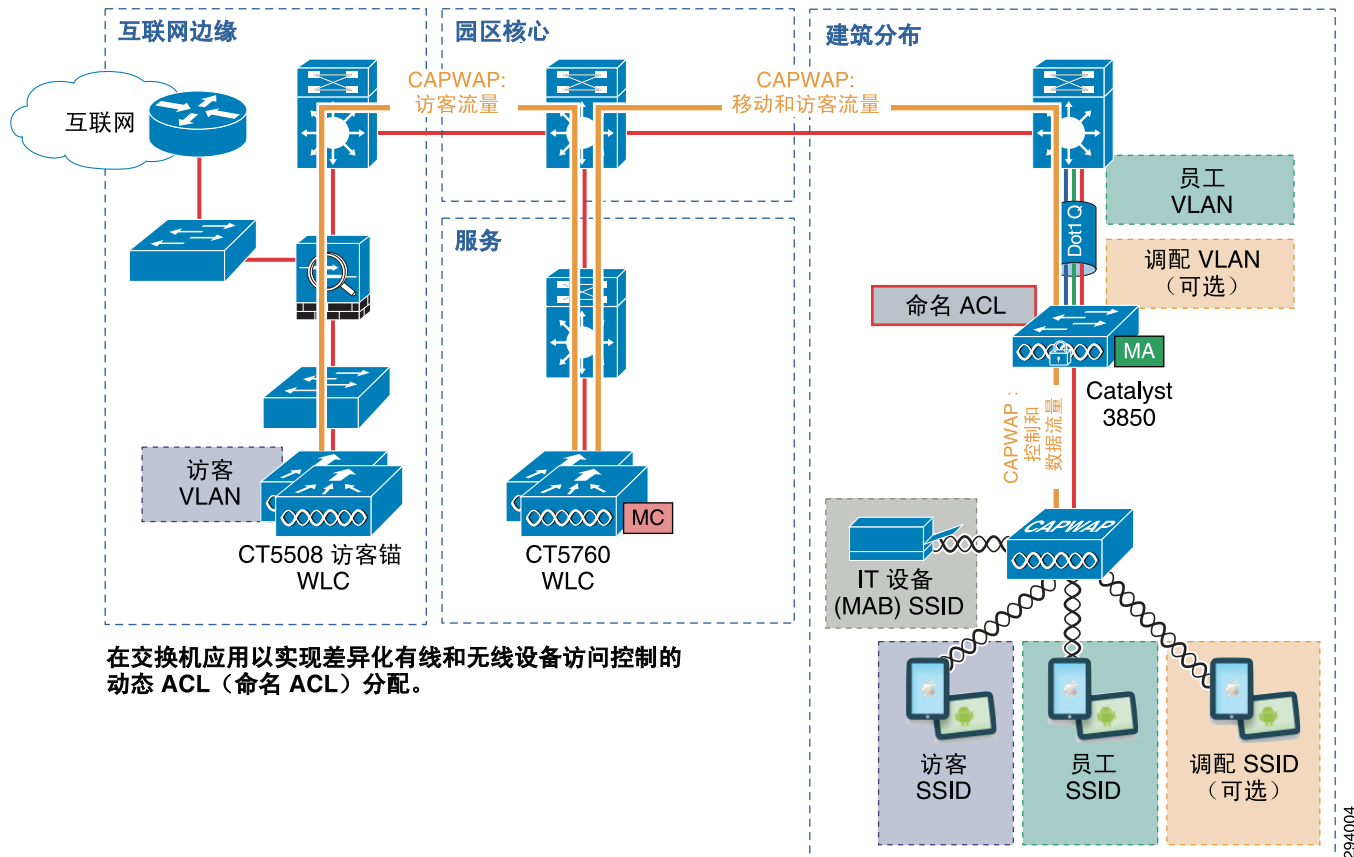 互联网边缘
园区核心
建筑分布
CAPWAP:
访客流量
CAPWAP:
移动和访客流量
互联网
员工
VLAN
Dot1 Q
调配 VLAN
（可选）
服务
命名 ACL
MA
Catalyst
3850
CAPWAP：
控制和
数据流量
访客
VLAN
MC
CT5508 访客锚
WLC
CT5760
WLC
CAPWAP
IT 设备
(MAB) SSID
在交换机应用以实现差异化有线和无线设备访问控制的
动态 ACL（命名 ACL）分配。
访客
SSID
员工
SSID
调配 SSID
（可选）
294004